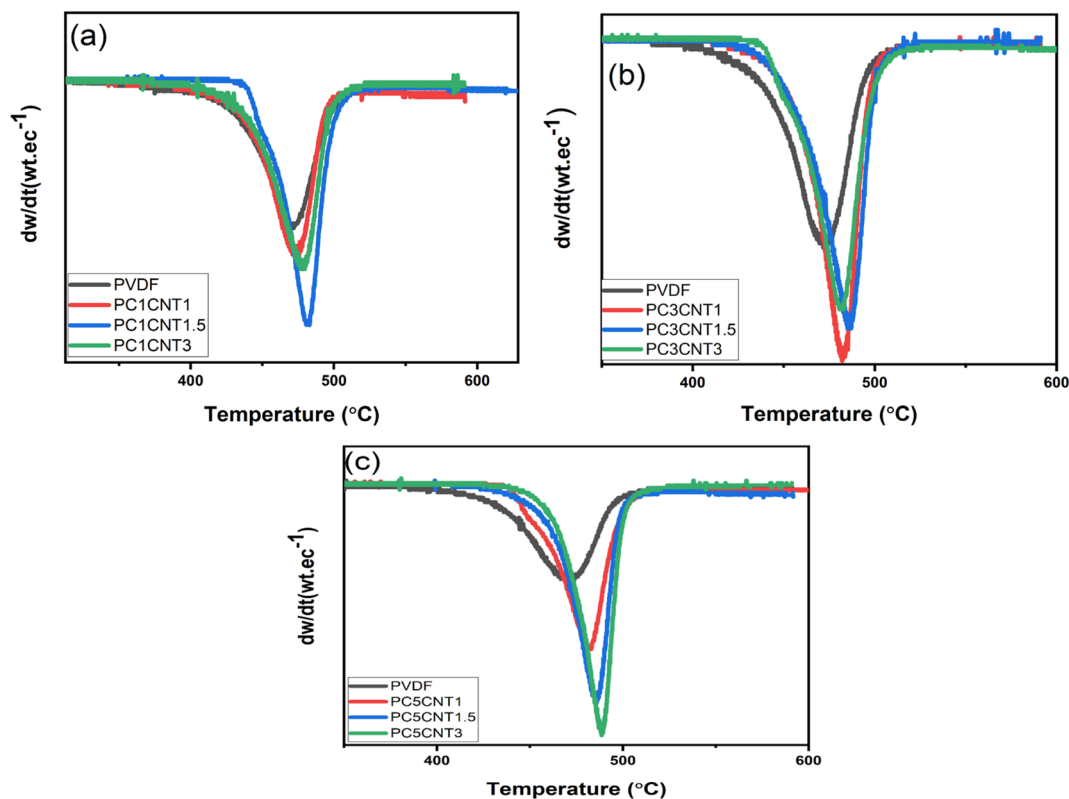 (a)
dw/dt(wt.ec⁻¹)
PVDF
PC1CNT1
PC1CNT1.5
PC1CNT3
400
500
600
Temperature (°C)
(b)
dw/dt(wt.ec⁻¹)
PVDF
PC3CNT1
PC3CNT1.5
PC3CNT3
400
500
600
Temperature (°C)
(c)
dw/dt(wt.ec⁻¹)
PVDF
PC5CNT1
PC5CNT1.5
PC5CNT3
400
500
600
Temperature (°C)